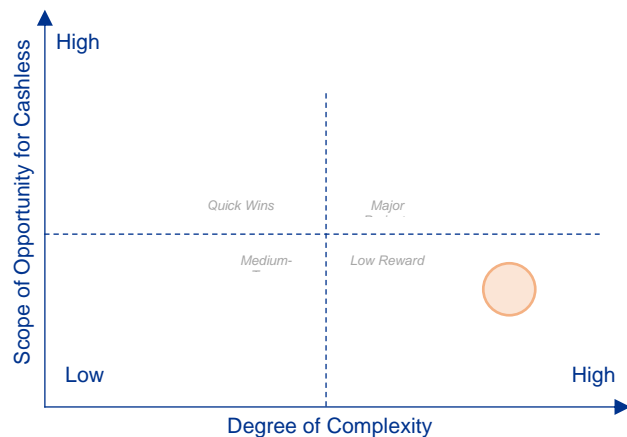 High
Scope of Opportunity for Cashless
Quick Wins
Major
Medium-
Low Reward
Low
High
Degree of Complexity